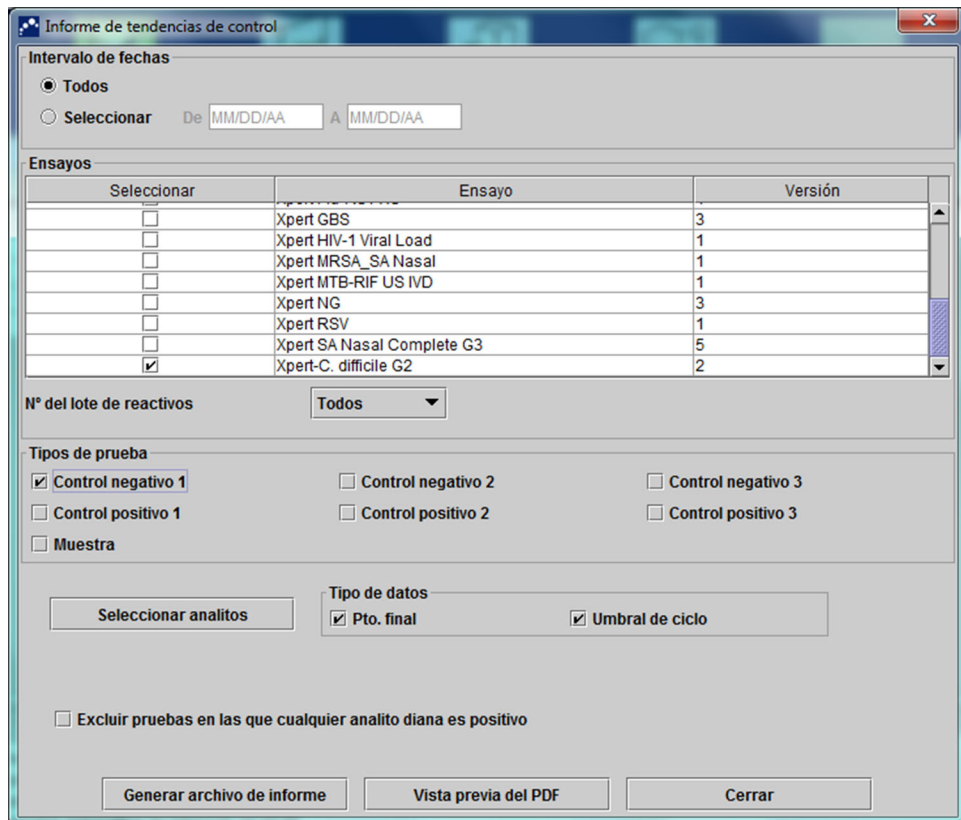 Informe de tendencias de control
Intervalo de fechas
Todos
Seleccionar De MM/DD/AA A MM/DD/AA
Ensayos
Seleccionar Ensayo Versión
Xpert GBS 3
Xpert HIV-1 Viral Load 1
Xpert MRSA_SA Nasal 1
Xpert MTB-RIF US IVD 1
Xpert NG 3
Xpert RSV 1
Xpert SA Nasal Complete G3 5
Xpert-C. difficile G2 2
Nº del lote de reactivos Todos
Tipos de prueba
Control negativo 1 Control negativo 2 Control negativo 3
Control positivo 1 Control positivo 2 Control positivo 3
Muestra
Tipo de datos
Seleccionar analitos Pto. final Umbral de ciclo
Excluir pruebas en las que cualquier analito diana es positivo
Generar archivo de informe Vista previa del PDF Cerrar